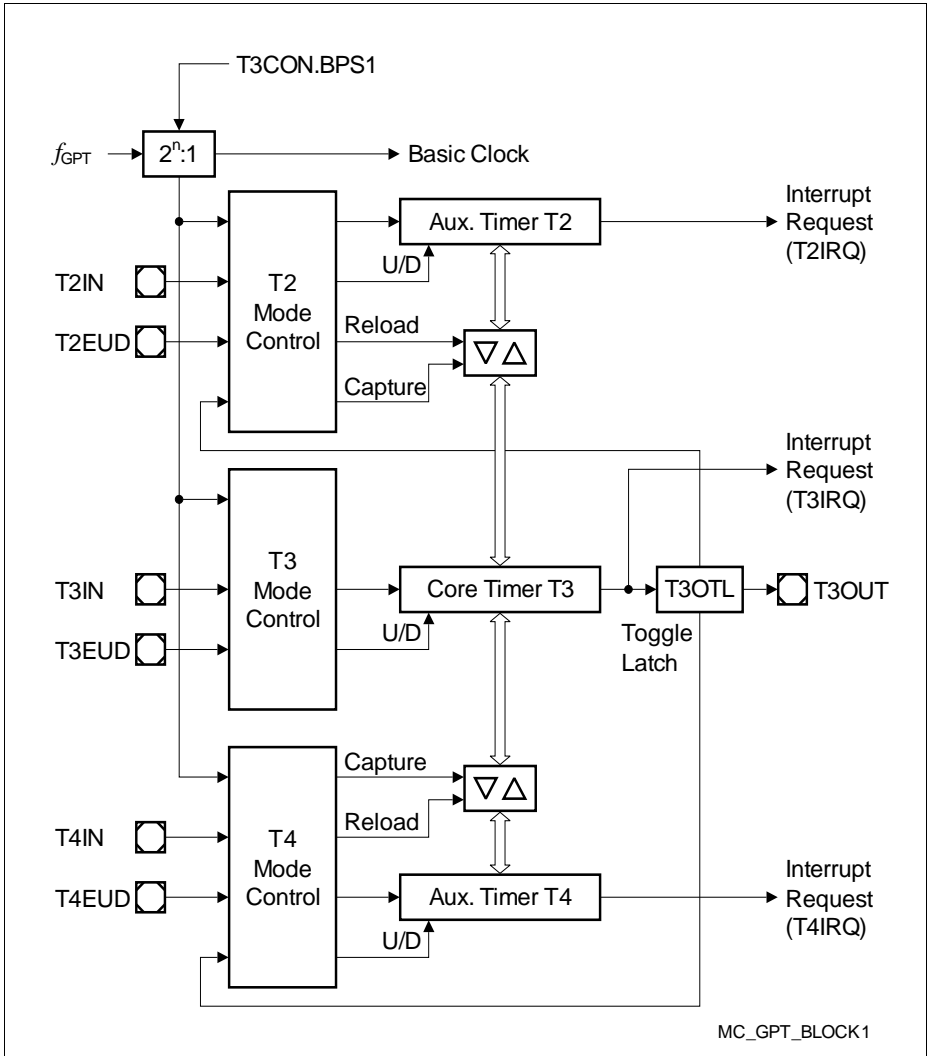 T3CON.BPS1
fGPT
2n:1
Basic Clock
Interrupt
Request
(T2IRQ)
Aux. Timer T2
U/D
T2IN
T2
Mode
Control
T2EUD
Reload
Capture
Interrupt
Request
(T3IRQ)
T3
Mode
Control
T3IN
Core Timer T3
T3OTL
T3OUT
U/D
T3EUD
Toggle
Latch
Capture
Reload
T4IN
T4
Mode
Control
T4EUD
Aux. Timer T4
Interrupt
Request
(T4IRQ)
U/D
MC_GPT_BLOCK1